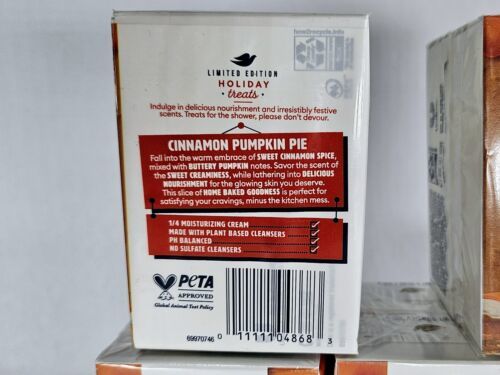 how2recycle.info
LIMITED EDITION
HOLIDAY
treats
Indulge in delicious nourishment and irresistibly festive
scents. Treats for the shower, please don't devour.
CINNAMON PUMPKIN PIE
Fall into the warm embrace of SWEET CINNAMON SPICE,
mixed with BUTTERY PUMPKIN notes. Savor the scent of
the SWEET CREAMINESS, while lathering into DELICIOUS
NOURISHMENT for the glowing skin you deserve.
This slice of HOME BAKED GOODNESS is perfect for
satisfying your cravings, minus the kitchen mess.
1/4 MOISTURIZING CREAM
MADE WITH PLANT BASED CLEANSERS
PH BALANCED
NO SULFATE CLEANSERS
PETA
APPROVED
Global Animal Test Policy
69970746
0 11111 04868 3